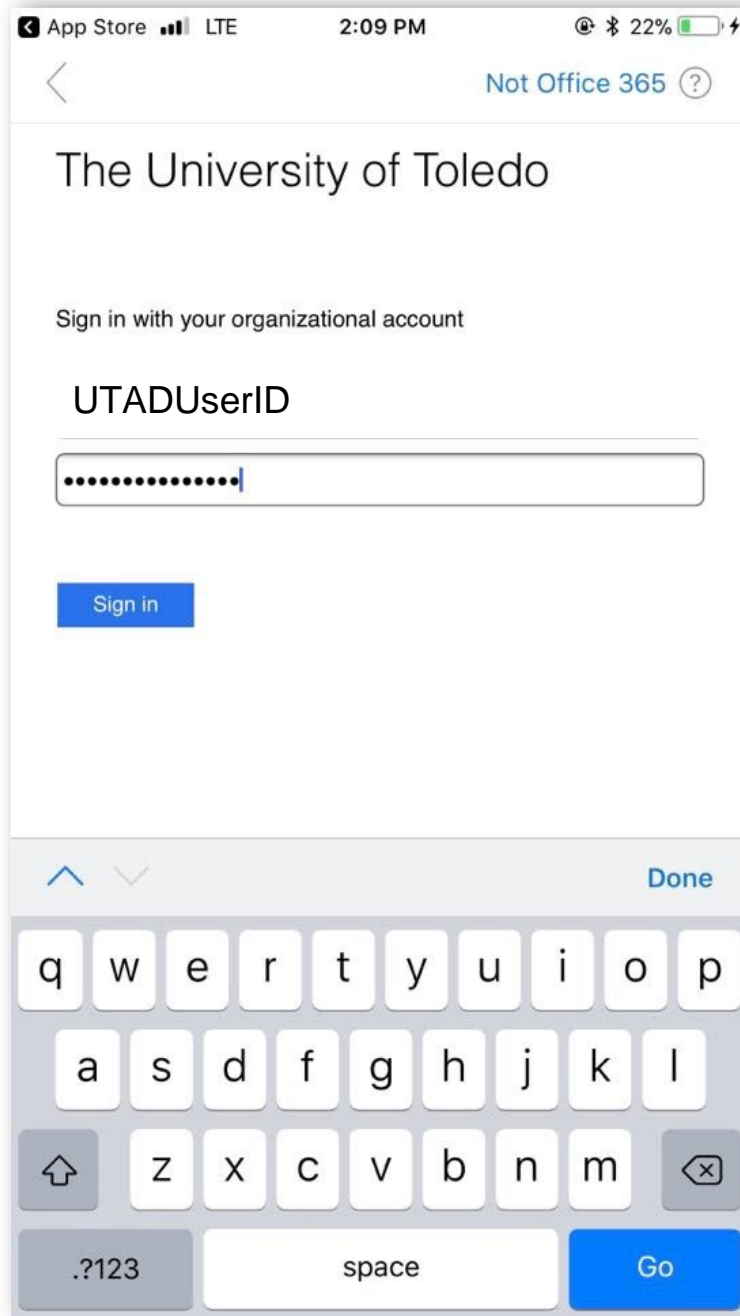 App Store LTE 2:09 PM 22%
Not Office 365 ?
The University of Toledo
Sign in with your organizational account
UTADUserID
•••••••••••••••
Sign in
Done
q w e r t y u i o p
a s d f g h j k l
z x c v b n m
.?123 space Go